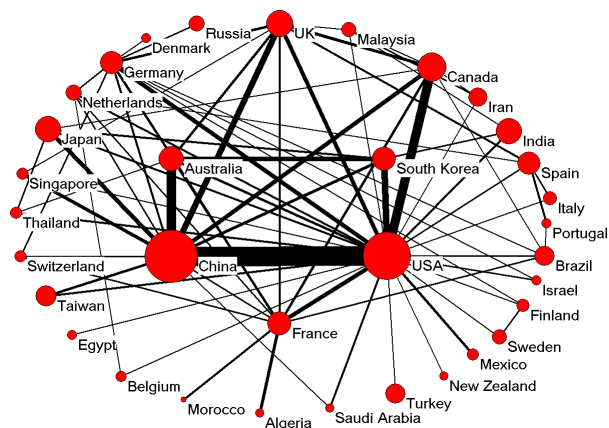 Russia
UK
Malaysia
Denmark
Germany
Canada
Netherlands
Iran
Japan
India
Australia
South Korea
Spain
Singapore
Italy
Thailand
Portugal
Switzerland
China
USA
Brazil
Israel
Taiwan
Finland
France
Egypt
Sweden
Mexico
Belgium
New Zealand
Turkey
Morocco
Saudi Arabia
Algeria